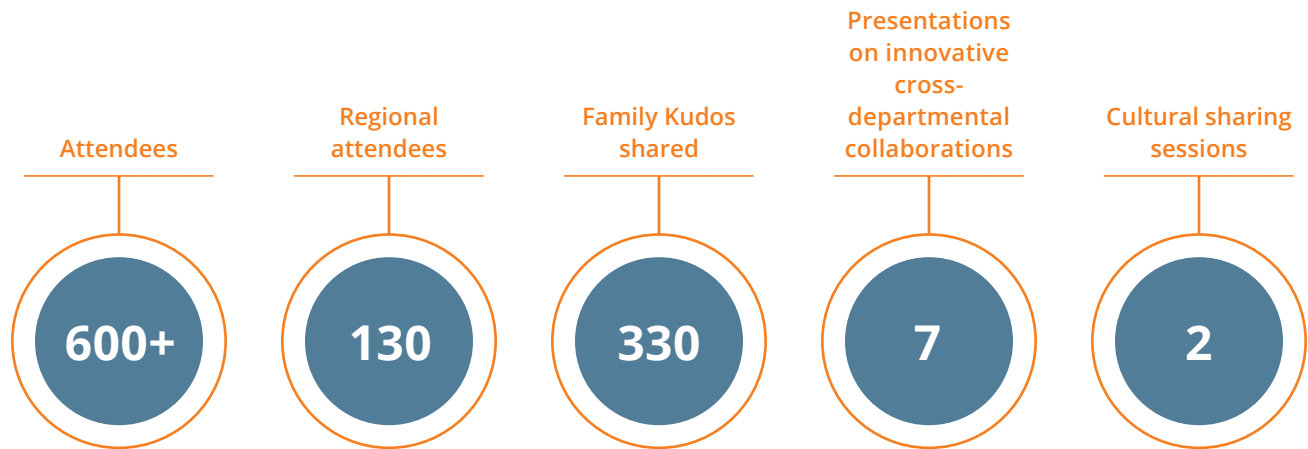 Attendees
600+
Regional
attendees
130
Family Kudos
shared
330
Presentations
on innovative
cross-
departmental
collaborations
7
Cultural sharing
sessions
2